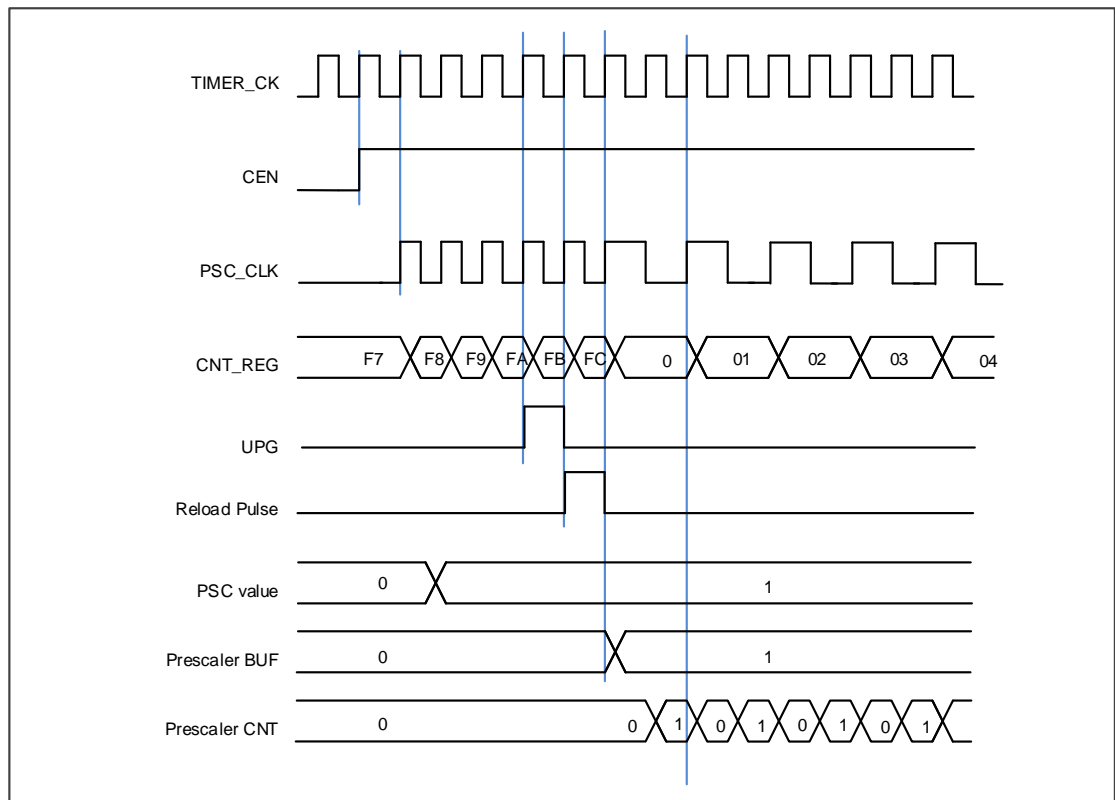 TIMER_CK
CEN
PSC_CLK
CNT_REG F7 F8 F9 FA FB FC 0 01 02 03 04
UPG
Reload Pulse
PSC value 0 1
Prescaler BUF 0 1
Prescaler CNT 0 0 1 0 1 0 1 0 1